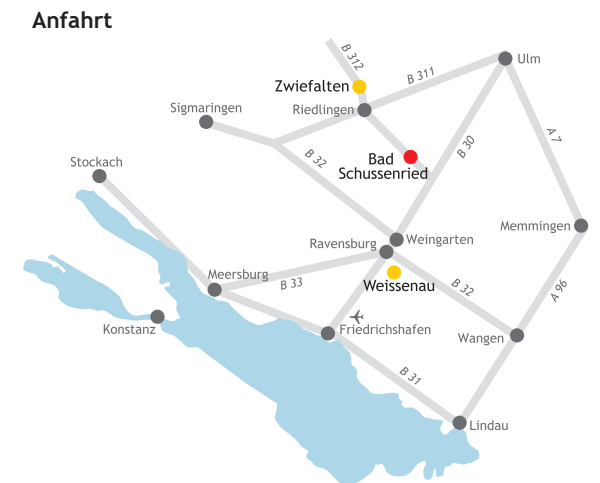 Anfahrt
B 312
Ulm
B 311
Zwiefalten
Sigmaringen
Riedlingen
A 7
B 30
B 32
Bad
Schussenried
Stockach
Memmingen
Ravensburg
Weingarten
Meersburg
B 33
Weissenau
B 32
A 96
Konstanz
Friedrichshafen
Wangen
B 31
Lindau